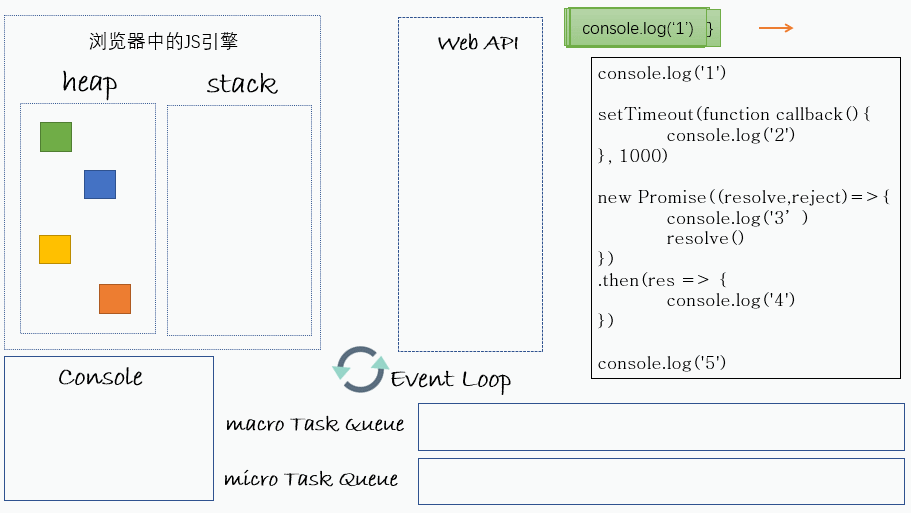 浏览器中的JS引擎
heap
stack
Web API
console.log(‘1’) }
console.log('1')
setTimeout(function callback(){
console.log('2')
}, 1000)
new Promise((resolve,reject)=>{
console.log('3’)
resolve()
})
.then(res => {
console.log('4')
})
console.log('5')
Console
Event Loop
macro Task Queue
micro Task Queue